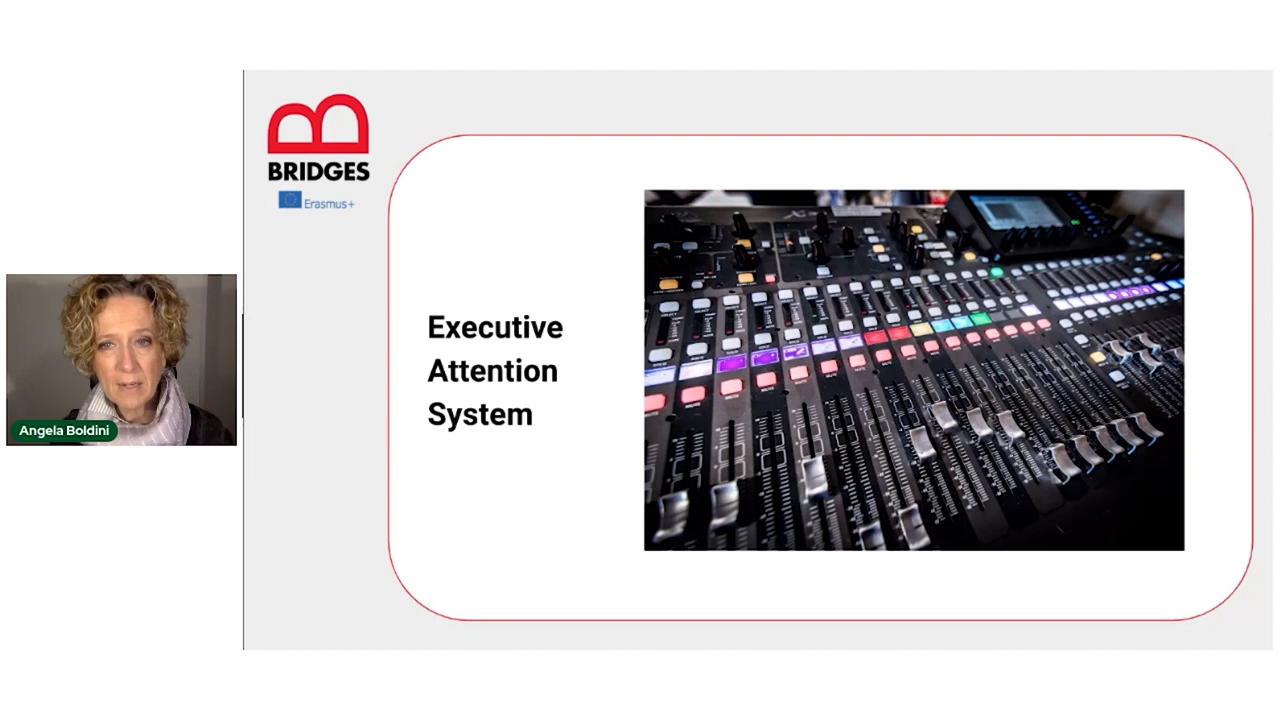 BRIDGES
Erasmus+
Executive
Attention
System
Angela Boldini